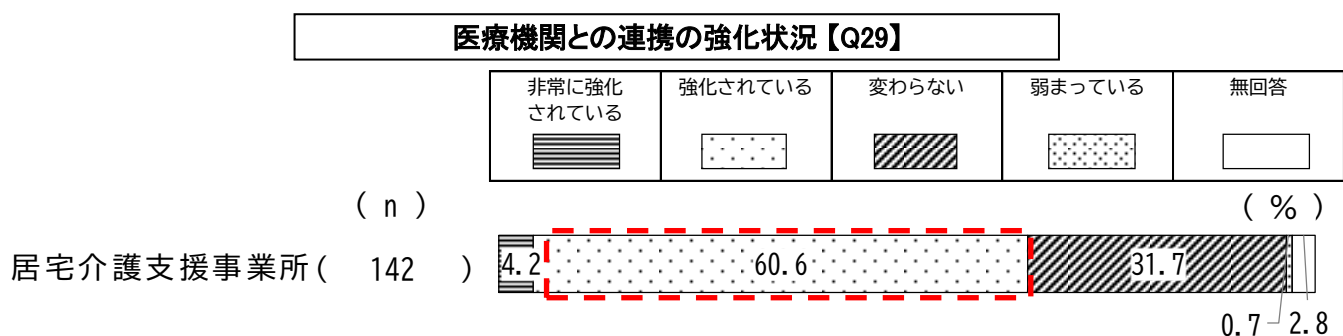 医療機関との連携の強化状況【Q29】
非常に強化
されている
強化されている
変わらない
弱まっている
無回答
( n )
( % )
居宅介護支援事業所( 142 )
4.2
60.6
31.7
0.7
2.8